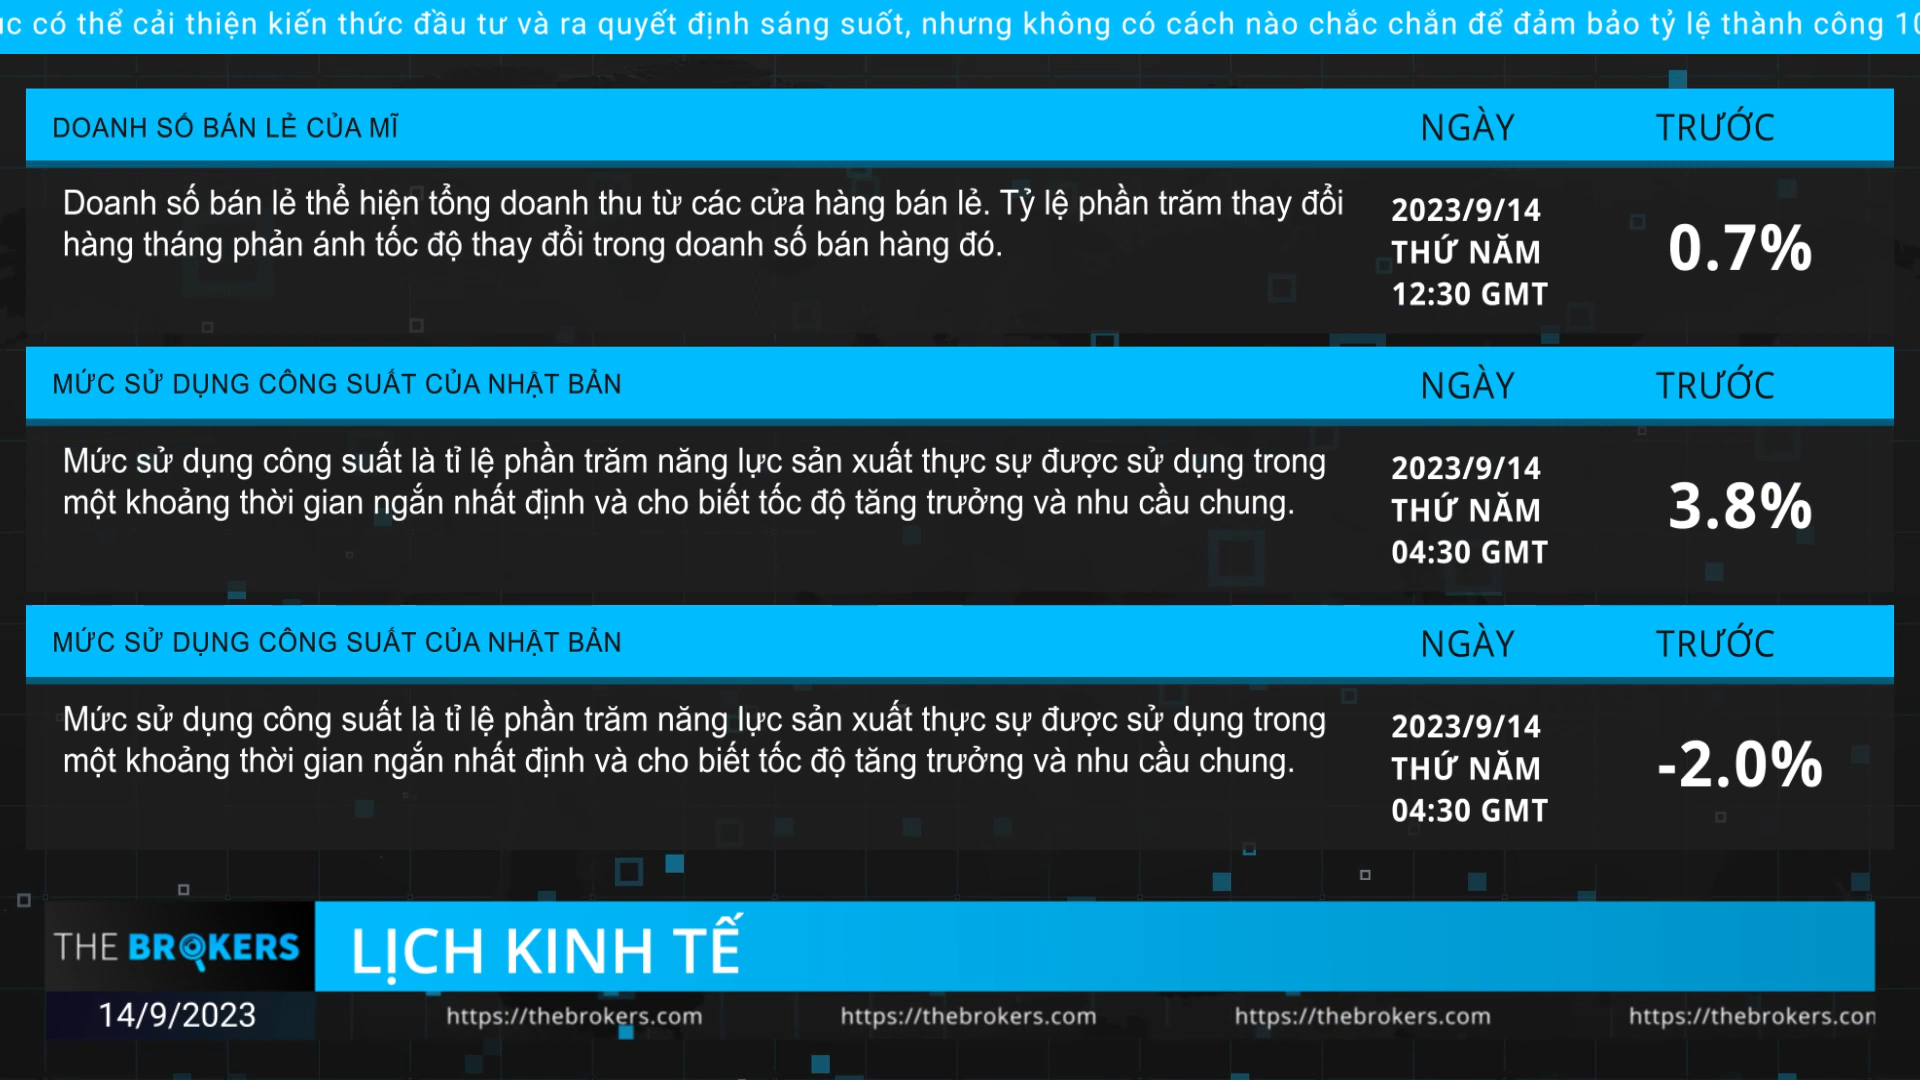 có thể cải thiện kiến thức đầu tư và ra quyết định sáng suốt, nhưng không có cách nào chắc chắn để đảm bảo tỷ lệ thành công
DOANH SỐ BÁN LẺ CỦA MĨ NGÀY TRƯỚC
Doanh số bán lẻ thể hiện tổng doanh thu từ các cửa hàng bán lẻ. Tỷ lệ phần trăm thay đổi
hàng tháng phản ánh tốc độ thay đổi trong doanh số bán hàng đó.
2023/9/14
THỨ NĂM
12:30 GMT
0.7%
MỨC SỬ DỤNG CÔNG SUẤT CỦA NHẬT BẢN NGÀY TRƯỚC
Mức sử dụng công suất là tỉ lệ phần trăm năng lực sản xuất thực sự được sử dụng trong
một khoảng thời gian ngắn nhất định và cho biết tốc độ tăng trưởng và nhu cầu chung.
2023/9/14
THỨ NĂM
04:30 GMT
3.8%
MỨC SỬ DỤNG CÔNG SUẤT CỦA NHẬT BẢN NGÀY TRƯỚC
Mức sử dụng công suất là tỉ lệ phần trăm năng lực sản xuất thực sự được sử dụng trong
một khoảng thời gian ngắn nhất định và cho biết tốc độ tăng trưởng và nhu cầu chung.
2023/9/14
THỨ NĂM
04:30 GMT
-2.0%
THE BROKERS
LỊCH KINH TẾ
14/9/2023
https://thebrokers.com https://thebrokers.com https://thebrokers.com https://thebrokers.con